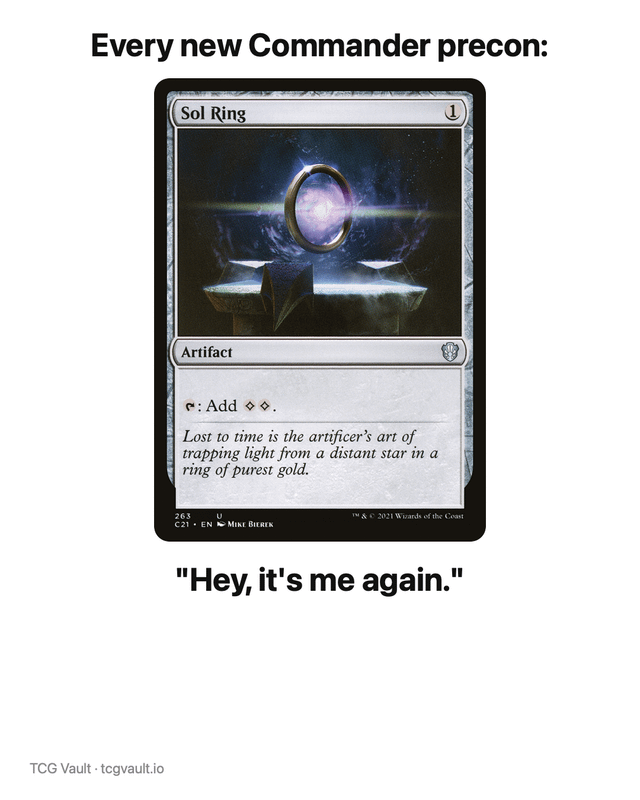 Every new Commander precon:
Sol Ring 1
Artifact
: Add .
Lost to time is the artificer's art of
trapping light from a distant star in a
ring of purest gold.
263 U
C21 • EN Mike Bierek
™ & © 2021 Wizards of the Coast
"Hey, it's me again."
TCG Vault · tcgvault.io